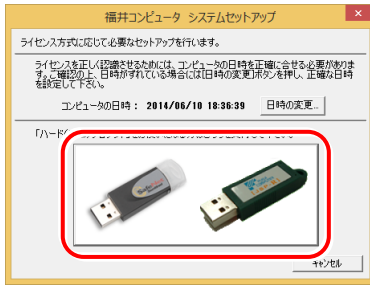 福井コンピュータ システムセットアップ
ライセンス方式に応じて必要なセットアップを行います。
ライセンスを正しく認識させるためには、コンピュータの日時を正確に合せる必要がありま
す。ご確認の上、日時がずれている場合には[日時の変更]ボタンを押し、正確な日時
を設定して下さい。
コンピュータの日時： 2014/06/10 18:36:39 日時の変更...
「ハード
キャンセル